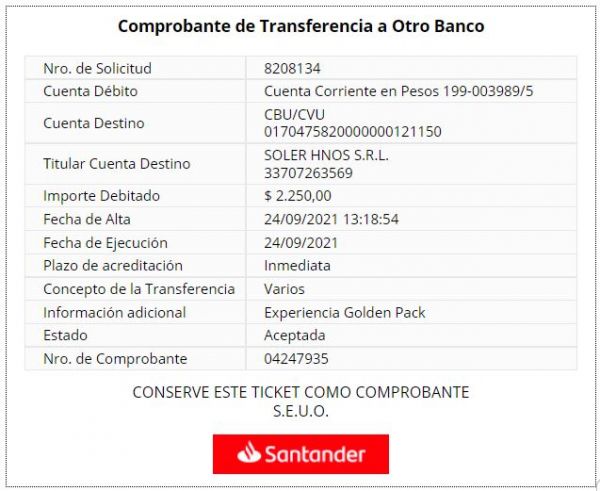 Comprobante de Transferencia a Otro Banco
Nro. de Solicitud 8208134
Cuenta Débito Cuenta Corriente en Pesos 199-003989/5
Cuenta Destino CBU/CVU
0170475820000000121150
Titular Cuenta Destino SOLER HNOS S.R.L.
33707263569
Importe Debitado $ 2.250,00
Fecha de Alta 24/09/2021 13:18:54
Fecha de Ejecución 24/09/2021
Plazo de acreditación Inmediata
Concepto de la Transferencia Varios
Información adicional Experiencia Golden Pack
Estado Aceptada
Nro. de Comprobante 04247935
CONSERVE ESTE TICKET COMO COMPROBANTE
S.E.U.O.
Santander